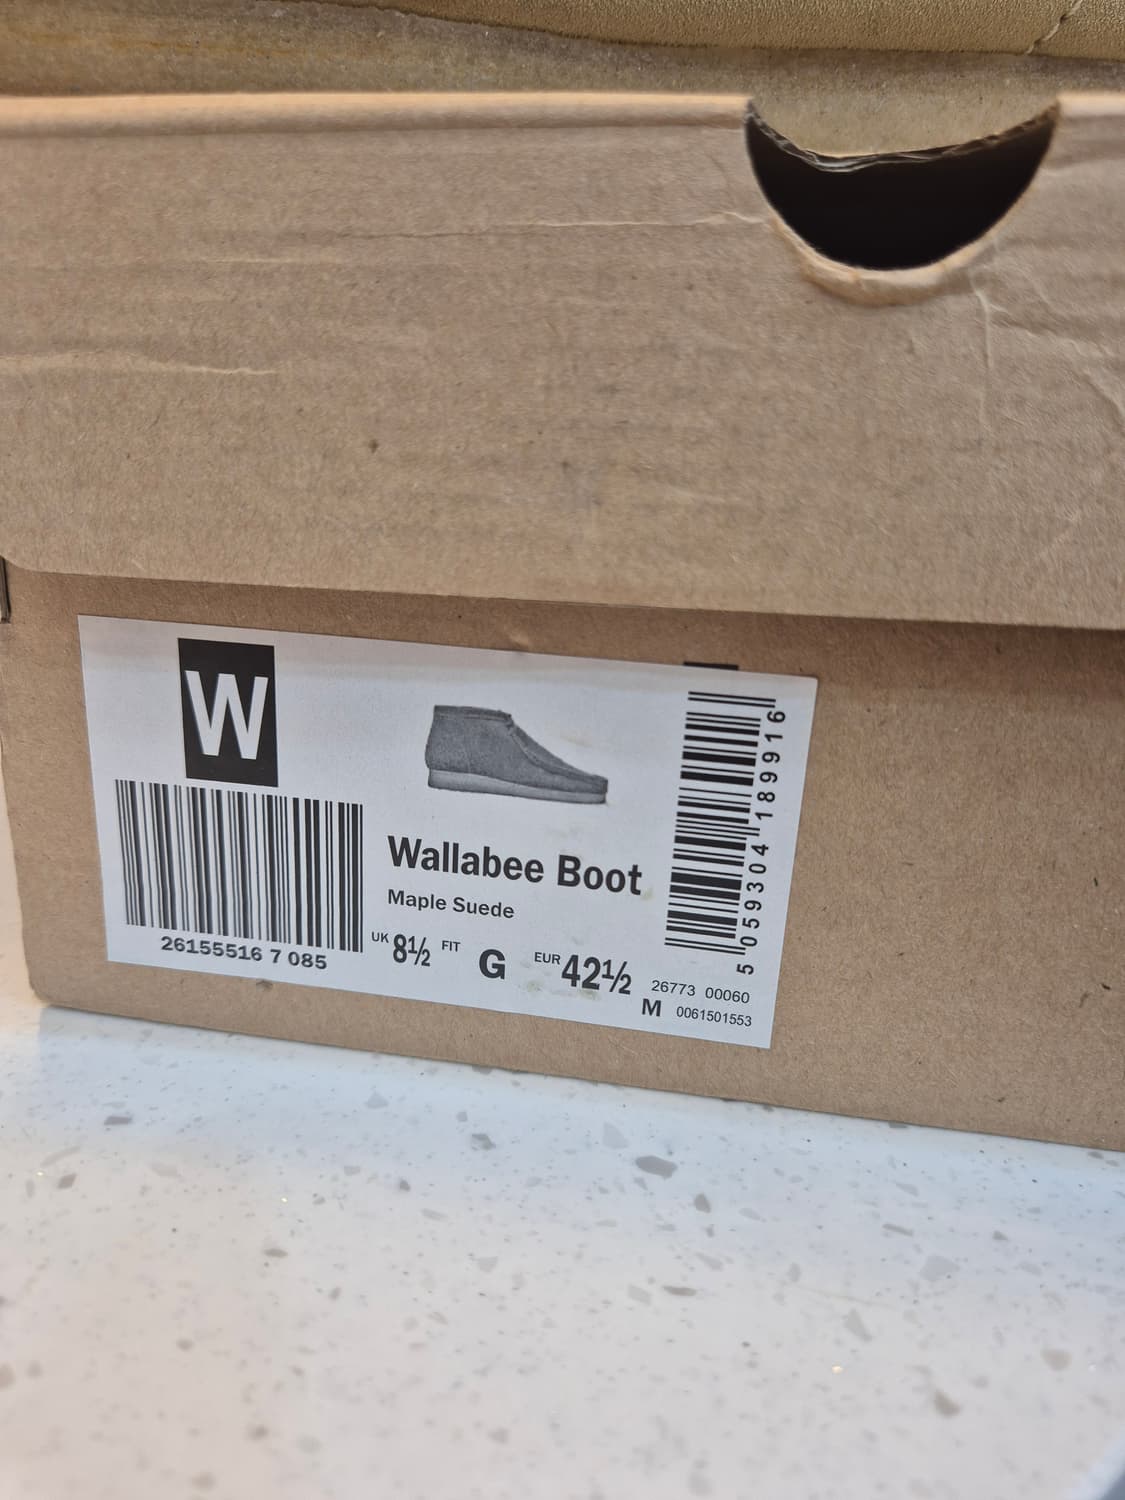 W
26155516 7 085
Wallabee Boot
Maple Suede
UK 8½ FIT G EUR 42½
26773 00060
M 0061501553
5 059304 189916